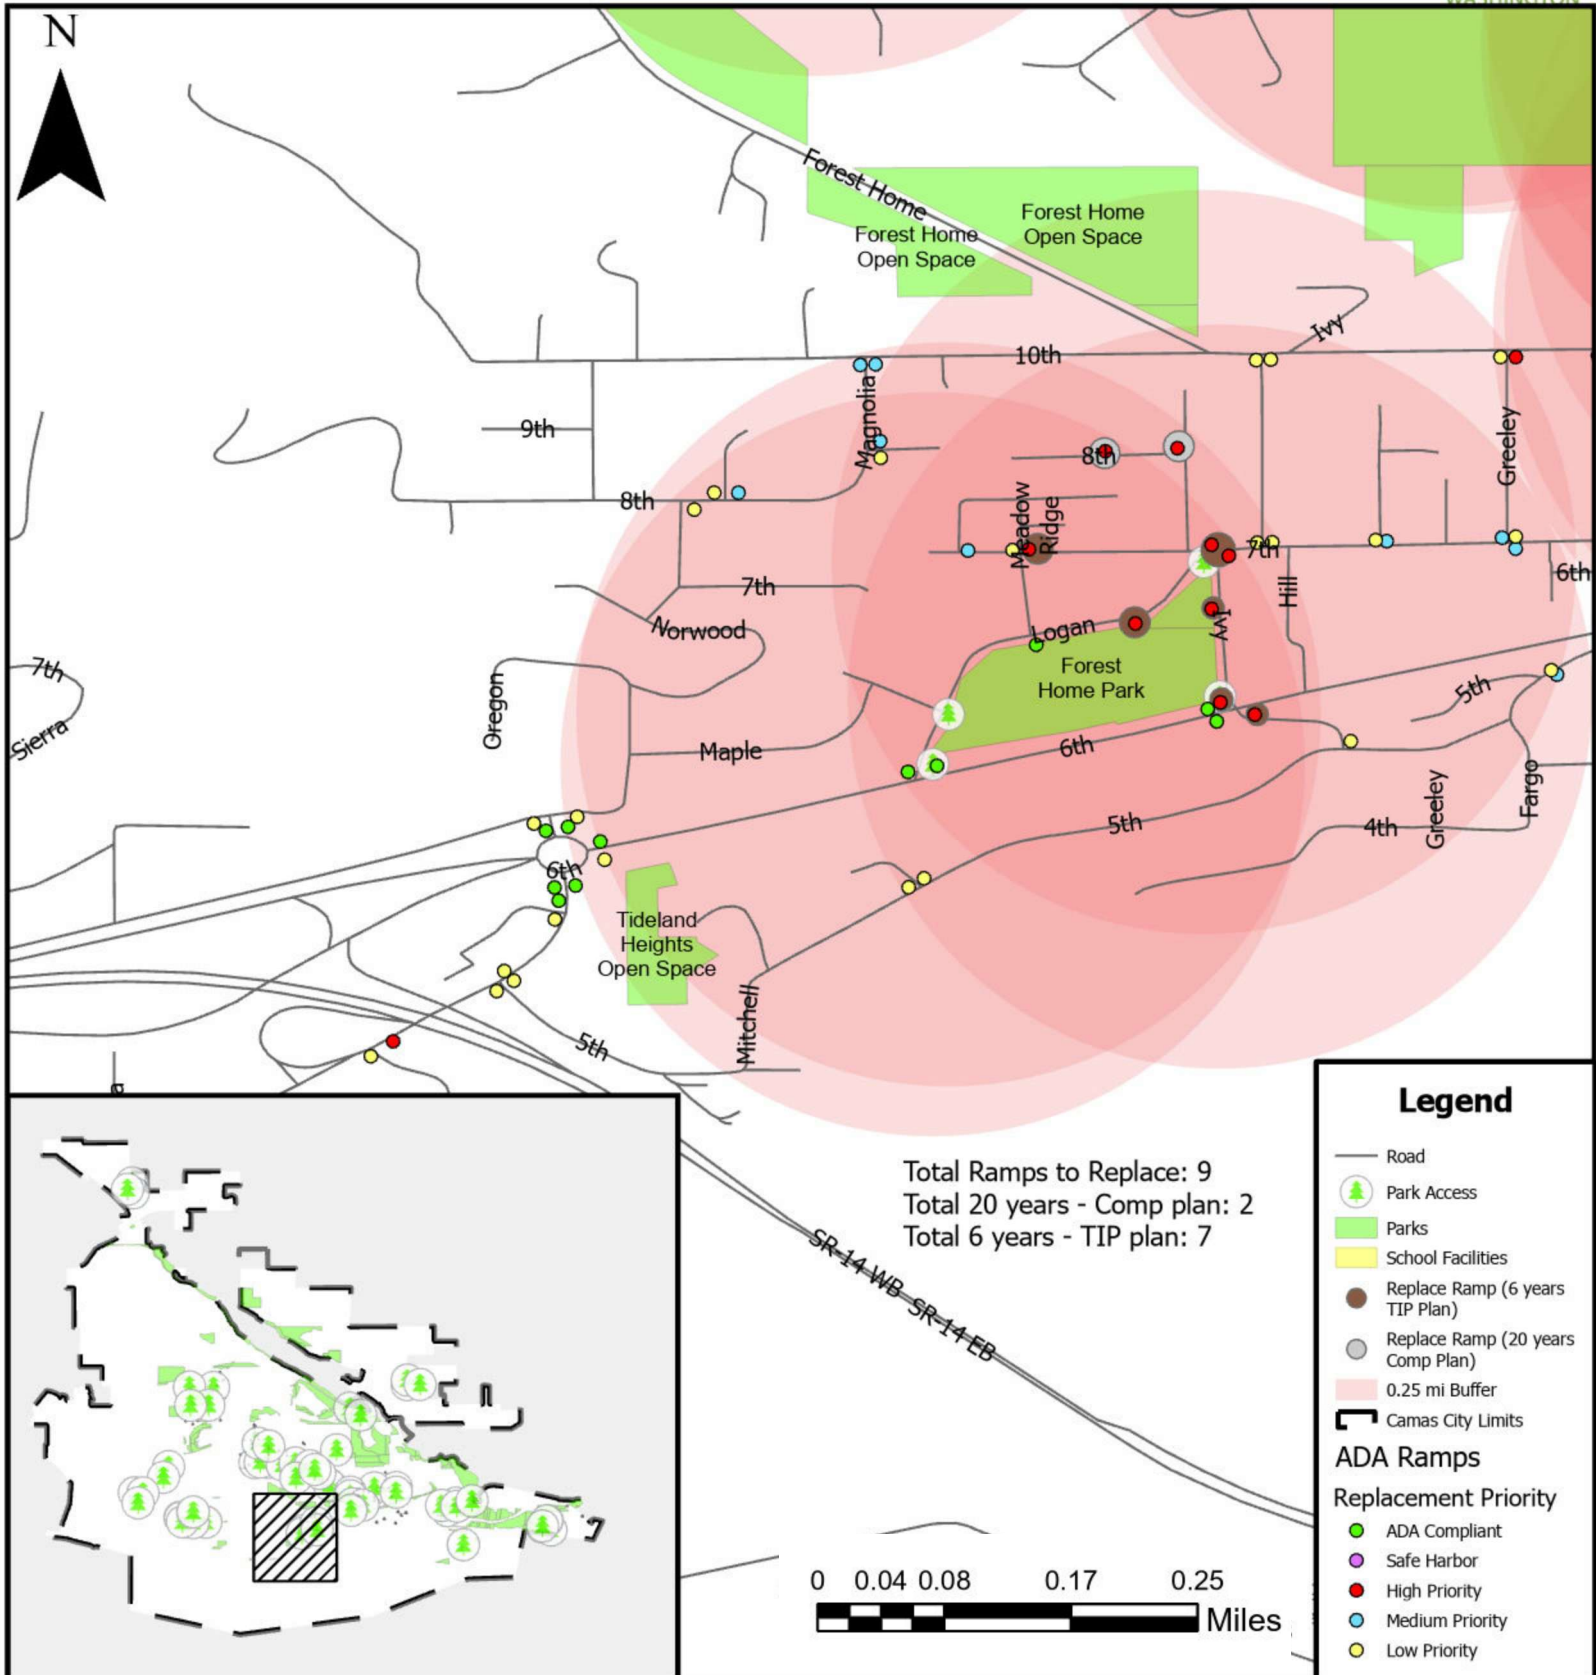 WASHINGTON
N
Forest Home
Forest Home
Open Space
Forest Home
Open Space
Ivy
10th
Magnolia
Greeley
9th
8th
8th
Meadow
Ridge
7th
6th
Hill
7th
Norwood
Logan
Ivy
Forest
Home Park
7th
Sierra
Oregon
5th
Maple
6th
Fargo
Greeley
5th
4th
6th
Tideland
Heights
Open Space
Mitchell
5th
a
Total Ramps to Replace: 9
Total 20 years - Comp plan: 2
Total 6 years - TIP plan: 7
SR-14 WB
SR-14 EB
0 0.04 0.08 0.17 0.25
Miles
Legend
Road
Park Access
Parks
School Facilities
Replace Ramp (6 years
TIP Plan)
Replace Ramp (20 years
Comp Plan)
0.25 mi Buffer
Camas City Limits
ADA Ramps
Replacement Priority
ADA Compliant
Safe Harbor
High Priority
Medium Priority
Low Priority